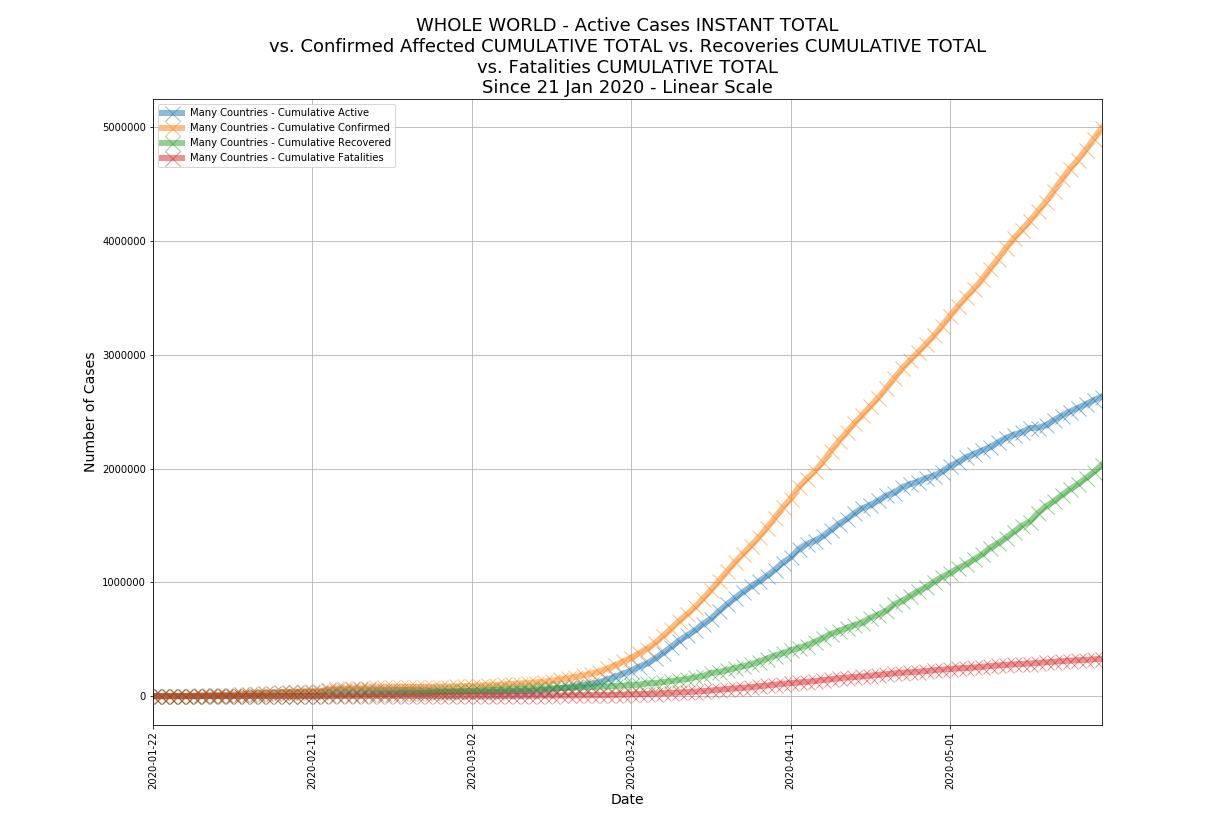 WHOLE WORLD - Active Cases INSTANT TOTAL
vs. Confirmed Affected CUMULATIVE TOTAL vs. Recoveries CUMULATIVE TOTAL
vs. Fatalities CUMULATIVE TOTAL
Since 21 Jan 2020 - Linear Scale
Many Countries - Cumulative Active
Many Countries - Cumulative Confirmed
Many Countries - Cumulative Recovered
Many Countries - Cumulative Fatalities
5000000
4000000
3000000
2000000
1000000
0
Number of Cases
2020-01-22
2020-02-11
2020-03-02
2020-03-22
2020-04-11
2020-05-01
Date